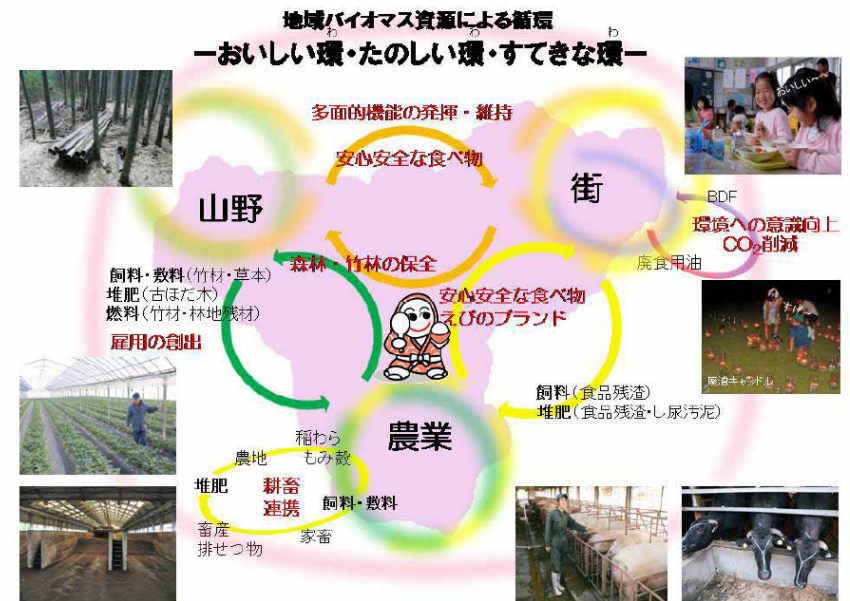 地域バイオマス資源による循環
わ わ わ
ーおいしい環・たのしい環・すてきな環ー
多面的機能の発揮・維持
おいしい～
安心安全な食べ物
山野
街
BDF
環境への意識向上
CO₂削減
廃食用油
森林・竹林の保全
飼料・敷料(竹材・草本)
堆肥(古ほだ木)
燃料(竹材・林地残材)
雇用の創出
安心安全な食べ物
えびのブランド
廃油キャンドル
飼料(食品残渣)
堆肥(食品残渣・し尿汚泥)
農業
稲わら
農地
もみ殻
堆肥
耕畜
連携
飼料・敷料
畜産
排せつ物
家畜